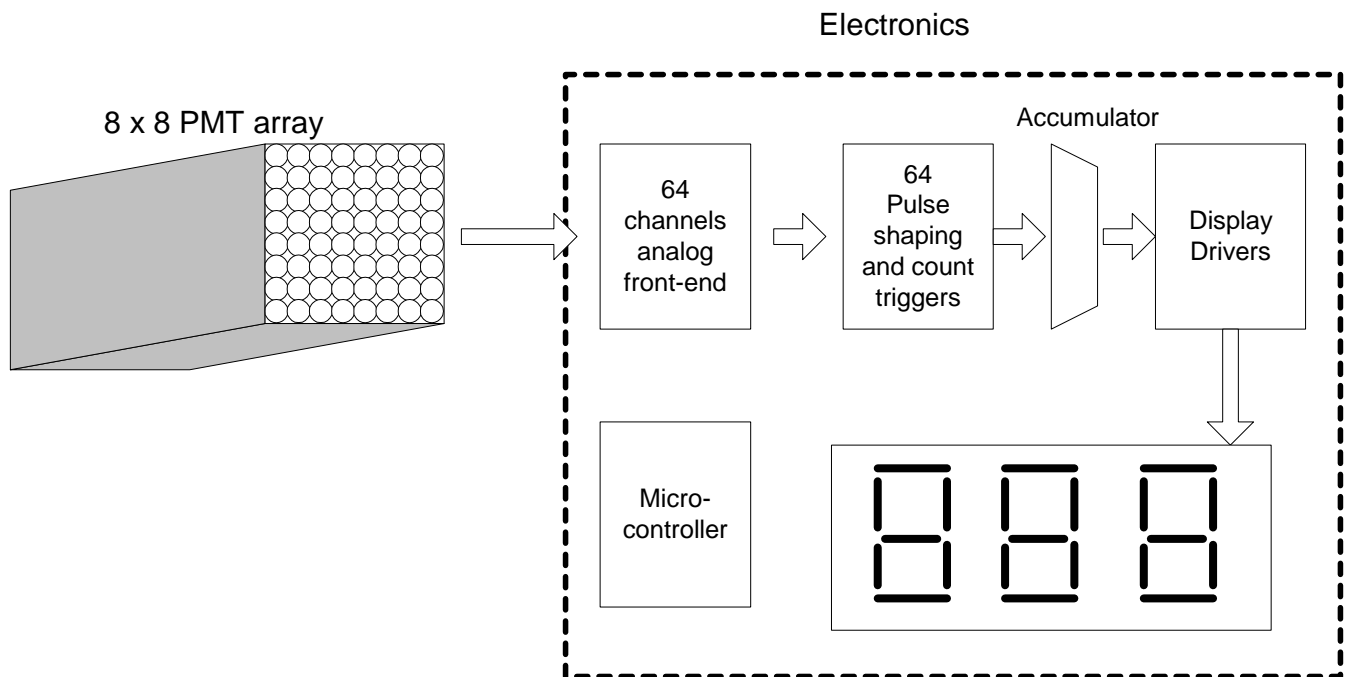 Electronics
8 x 8 PMT array
Accumulator
64
channels
analog
front-end
64
Pulse
shaping
and count
triggers
Display
Drivers
Micro-
controller